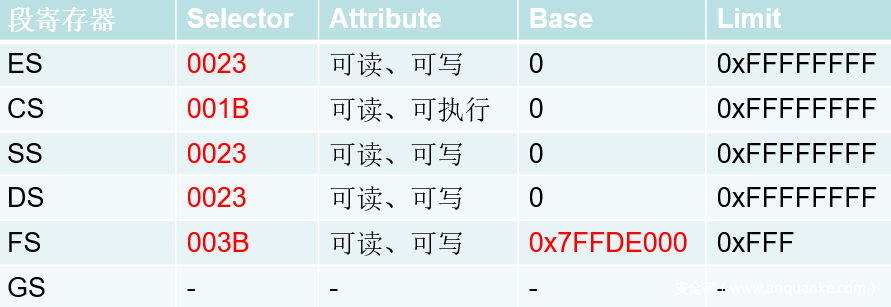 段寄存器 Selector Attribute Base Limit
ES 0023 可读、可写 0 0xFFFFFFFF
CS 001B 可读、可执行 0 0xFFFFFFFF
SS 0023 可读、可写 0 0xFFFFFFFF
DS 0023 可读、可写 0 0xFFFFFFFF
FS 003B 可读、可写 0x7FFDE000 0xFFF
GS - - - -
安全客 ( www.anquanke.com )